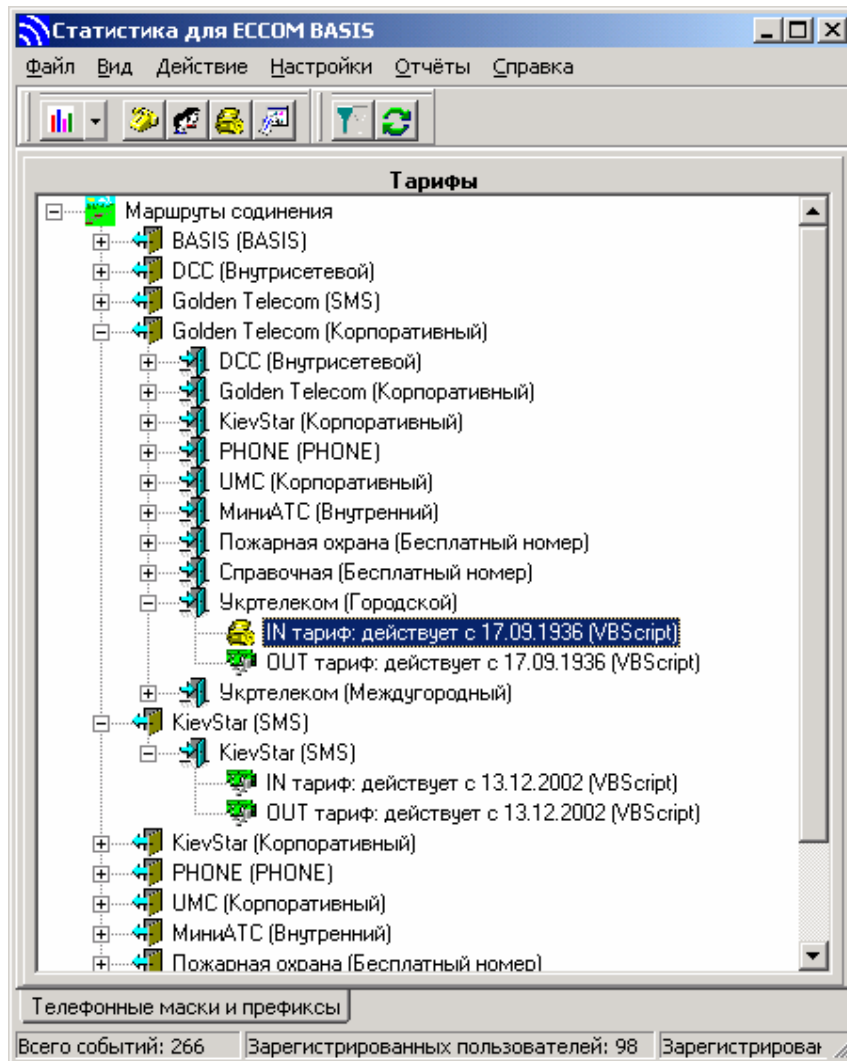 Статистика для ECCOM BASIS
Файл Вид Действие Настройки Отчёты Справка
Тарифы
Маршруты содинения
BASIS (BASIS)
DCC (Внутрисетевой)
Golden Telecom (SMS)
Golden Telecom (Корпоративный)
DCC (Внутрисетевой)
Golden Telecom (Корпоративный)
KievStar (Корпоративный)
PHONE (PHONE)
UMC (Корпоративный)
МиниАТС (Внутренний)
Пожарная охрана (Бесплатный номер)
Справочная (Бесплатный номер)
Укртелеком (Городской)
IN тариф: действует с 17.09.1936 (VBScript)
OUT тариф: действует с 17.09.1936 (VBScript)
Укртелеком (Междугородный)
KievStar (SMS)
KievStar (SMS)
IN тариф: действует с 13.12.2002 (VBScript)
OUT тариф: действует с 13.12.2002 (VBScript)
KievStar (Корпоративный)
PHONE (PHONE)
UMC (Корпоративный)
МиниАТС (Внутренний)
Пожарная охрана (Бесплатный номер)
Телефонные маски и префиксы
Всего событий: 266 Зарегистрированных пользователей: 98 Зарегистрирован